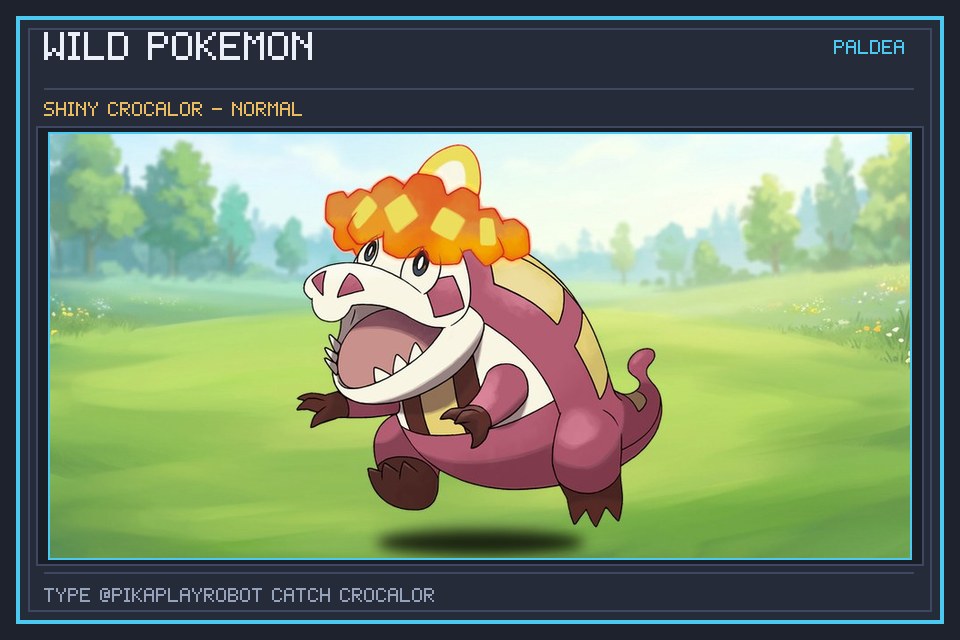 WILD POKEMON
PALDEA
SHINY CROCALOR - NORMAL
TYPE @PIKAPLAYROBOT CATCH CROCALOR